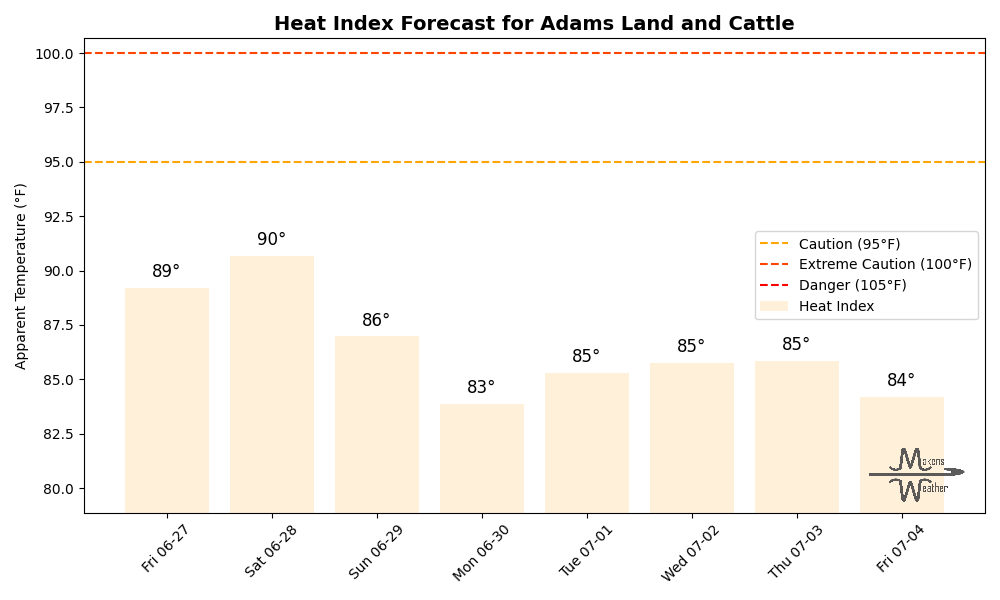 Heat Index Forecast for Adams Land and Cattle
Apparent Temperature (°F)
100.0
97.5
95.0
92.5
90.0
87.5
85.0
82.5
80.0
89°
90°
86°
83°
85°
85°
85°
84°
Caution (95°F)
Extreme Caution (100°F)
Danger (105°F)
Heat Index
Fri 06-27
Sat 06-28
Sun 06-29
Mon 06-30
Tue 07-01
Wed 07-02
Thu 07-03
Fri 07-04